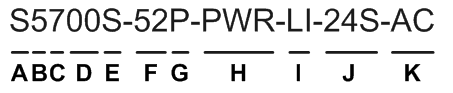 S5700S-52P-PWR-LI-24S-AC
A B C D E F G H I J K